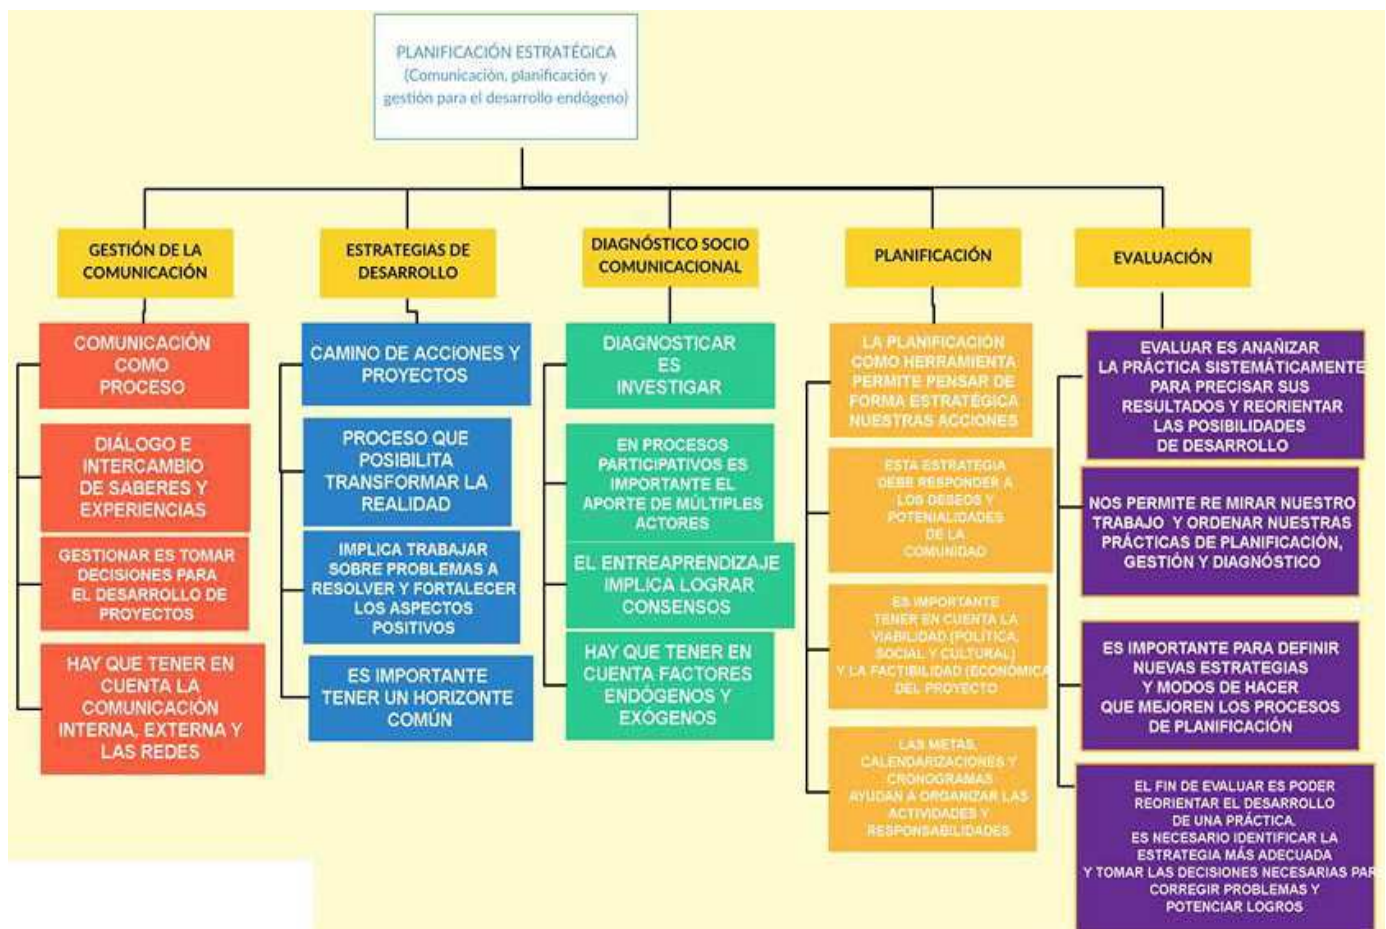 PLANIFICACIÓN ESTRATÉGICA
(Comunicación, planificación y
gestión para el desarrollo endógeno)
GESTIÓN DE LA
COMUNICACIÓN
COMUNICACIÓN
COMO
PROCESO
DIÁLOGO E
INTERCAMBIO
DE SABERES Y
EXPERIENCIAS
GESTIONAR ES TOMAR
DECISIONES PARA
EL DESARROLLO DE
PROYECTOS
HAY QUE TENER EN
CUENTA LA
COMUNICACIÓN
INTERNA, EXTERNA Y
LAS REDES
ESTRATEGIAS DE
DESARROLLO
CAMINO DE ACCIONES Y
PROYECTOS
PROCESO QUE
POSIBILITA
TRANSFORMAR LA
REALIDAD
IMPLICA TRABAJAR
SOBRE PROBLEMAS A
RESOLVER Y FORTALECER
LOS ASPECTOS
POSITIVOS
ES IMPORTANTE
TENER UN HORIZONTE
COMÚN
DIAGNÓSTICO SOCIO
COMUNICACIONAL
DIAGNOSTICAR
ES
INVESTIGAR
EN PROCESOS
PARTICIPATIVOS ES
IMPORTANTE EL
APORTE DE MÚLTIPLES
ACTORES
EL ENTREAPRENDIZAJE
IMPLICA LOGRAR
CONSENSOS
HAY QUE TENER EN
CUENTA FACTORES
ENDÓGENOS Y
EXÓGENOS
PLANIFICACIÓN
LA PLANIFICACIÓN
COMO HERRAMIENTA
PERMITE PENSAR DE
FORMA ESTRATÉGICA
NUESTRAS ACCIONES
ESTA ESTRATEGIA
DEBE RESPONDER A
LOS DESEOS Y
POTENIALIDADES
DE LA
COMUNIDAD
ES IMPORTANTE
TENER EN CUENTA LA
VIABILIDAD (POLÍTICA,
SOCIAL Y CULTURAL)
Y LA FACTIBILIDAD (ECONÓMICA
DEL PROYECTO
LAS METAS,
CALENDARIZACIONES Y
CRONOGRAMAS
AYUDAN A ORGANIZAR LAS
ACTIVIDADES Y
RESPONSABILIDADES
EVALUACIÓN
EVALUAR ES ANAÑIZAR
LA PRÁCTICA SISTEMÁTICAMENTE
PARA PRECISAR SUS
RESULTADOS Y REORIENTAR
LAS POSIBILIDADES
DE DESARROLLO
NOS PERMITE RE MIRAR NUESTRO
TRABAJO Y ORDENAR NUESTRAS
PRÁCTICAS DE PLANIFICACIÓN,
GESTIÓN Y DIAGNÓSTICO
ES IMPORTANTE PARA DEFINIR
NUEVAS ESTRATEGIAS
Y MODOS DE HACER
QUE MEJOREN LOS PROCESOS
DE PLANIFICACIÓN
EL FIN DE EVALUAR ES PODER
REORIENTAR EL DESARROLLO
DE UNA PRÁCTICA.
ES NECESARIO IDENTIFICAR LA
ESTRATEGIA MÁS ADECUADA
Y TOMAR LAS DECISIONES NECESARIAS PAR
CORREGIR PROBLEMAS Y
POTENCIAR LOGROS